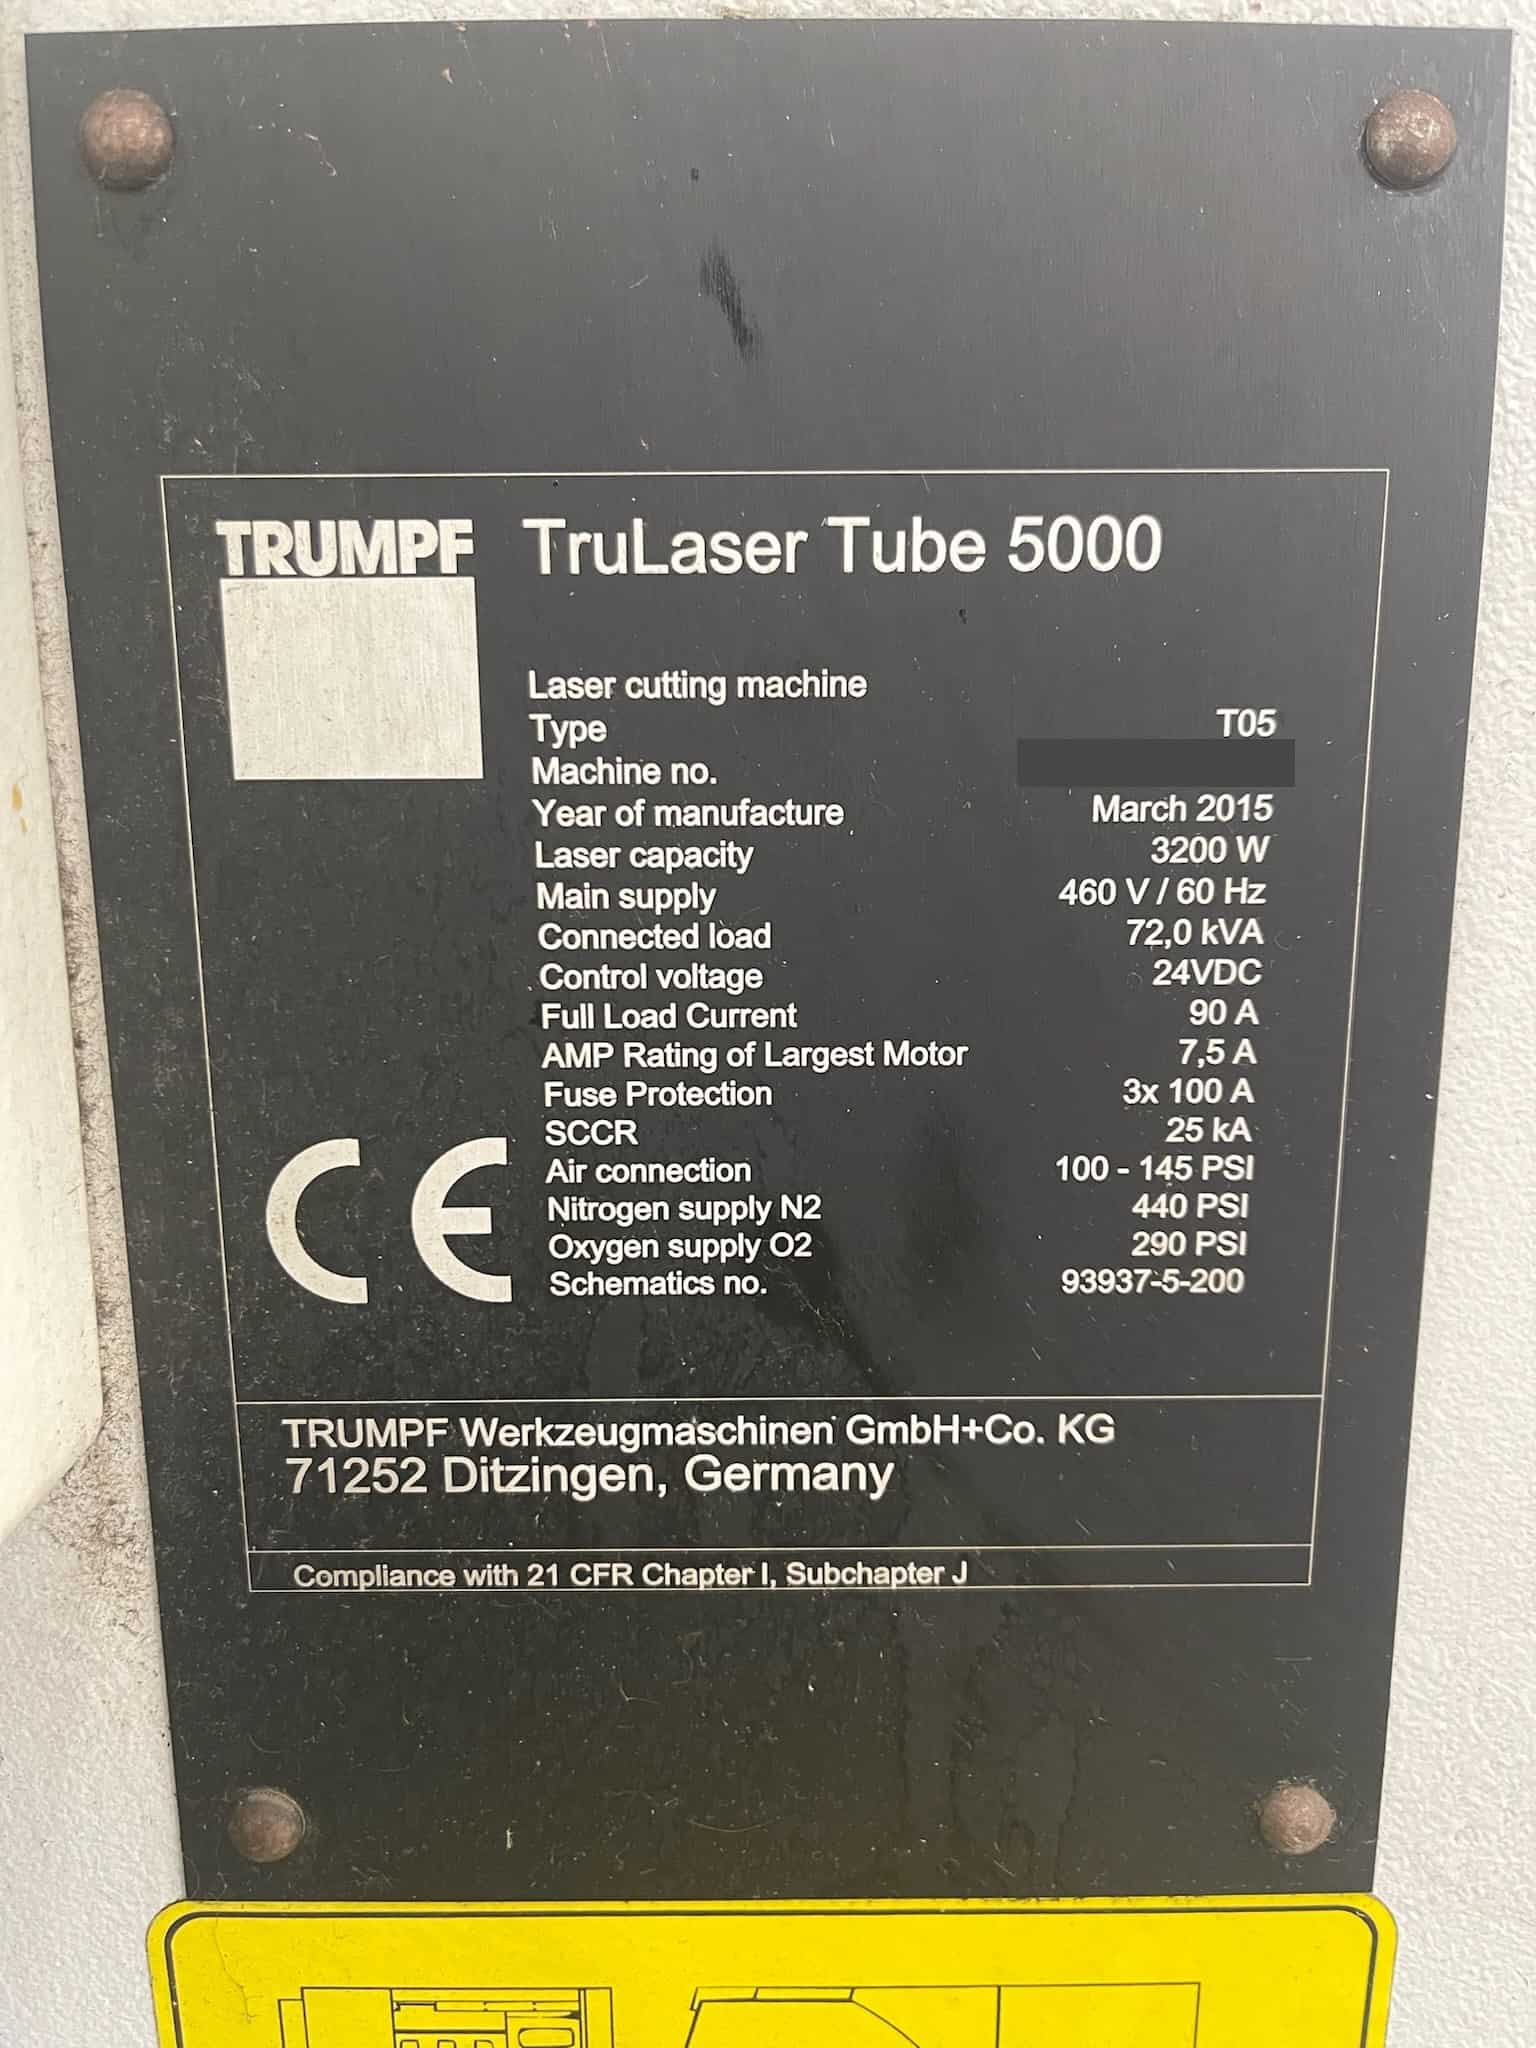 TRUMPF TruLaser Tube 5000
Laser cutting machine
Type T05
Machine no.
Year of manufacture March 2015
Laser capacity 3200 W
Main supply 460 V / 60 Hz
Connected load 72,0 kVA
Control voltage 24VDC
Full Load Current 90 A
AMP Rating of Largest Motor 7,5 A
Fuse Protection 3x 100 A
SCCR 25 kA
Air connection 100 - 145 PSI
Nitrogen supply N2 440 PSI
Oxygen supply O2 290 PSI
Schematics no. 93937-5-200
CE
TRUMPF Werkzeugmaschinen GmbH+Co. KG
71252 Ditzingen, Germany
Compliance with 21 CFR Chapter I, Subchapter J